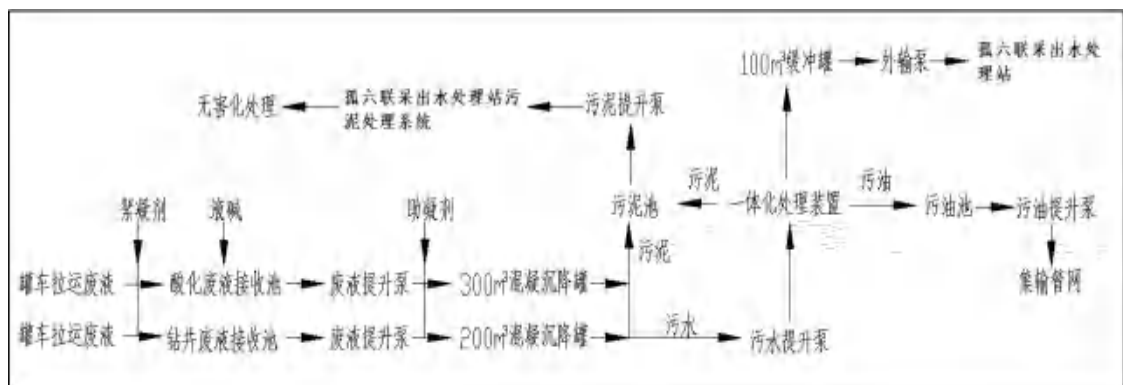 100m³缓冲罐
外输泵
孤六联采出水处
理站
无害化处理
孤六联采出水处理站污
泥处理系统
污泥提升泵
絮凝剂
液碱
助凝剂
污泥池
污泥
一体化处理装置
污油
污油池
污油提升泵
污泥
罐车拉运废液
酸化废液接收池
废液提升泵
300m³混凝沉降罐
集输管网
罐车拉运废液
钻井废液接收池
废液提升泵
200m³混凝沉降罐
污水
污水提升泵